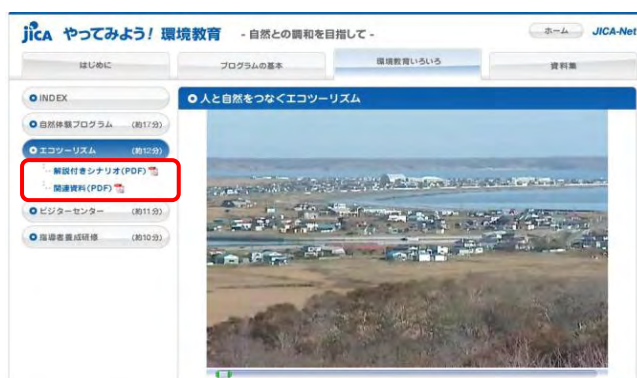 jICA やってみよう! 環境教育 - 自然との調和を目指して -
ホーム JICA-Net
はじめに プログラムの基本 環境教育いろいろ 資料集
INDEX
人と自然をつなぐエコツーリズム
自然体験プログラム (約17分)
エコツーリズム (約12分)
解説付きシナリオ(PDF)
関連資料(PDF)
ビジターセンター (約11分)
指導者養成研修 (約10分)